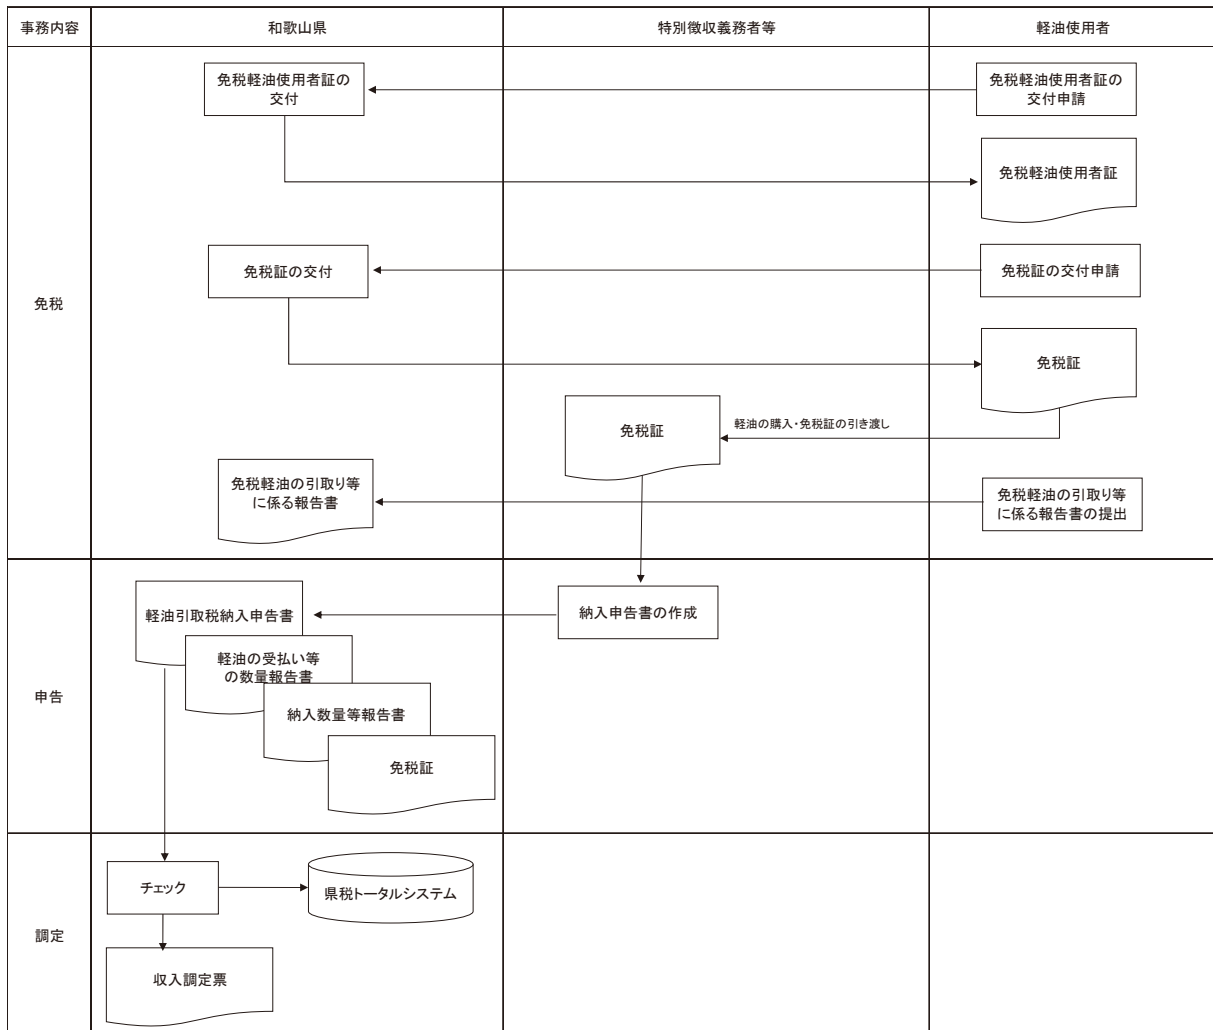 事務内容
和歌山県
特別徴収義務者等
軽油使用者
免税
免税軽油使用者証の
交付
免税軽油使用者証の
交付申請
免税軽油使用者証
免税証の交付
免税証の交付申請
免税証
免税証
軽油の購入・免税証の引き渡し
免税軽油の引取り等
に係る報告書
免税軽油の引取り等
に係る報告書の提出
申告
軽油引取税納入申告書
納入申告書の作成
軽油の受払い等
の数量報告書
納入数量等報告書
免税証
調定
チェック
県税トータルシステム
収入調定票